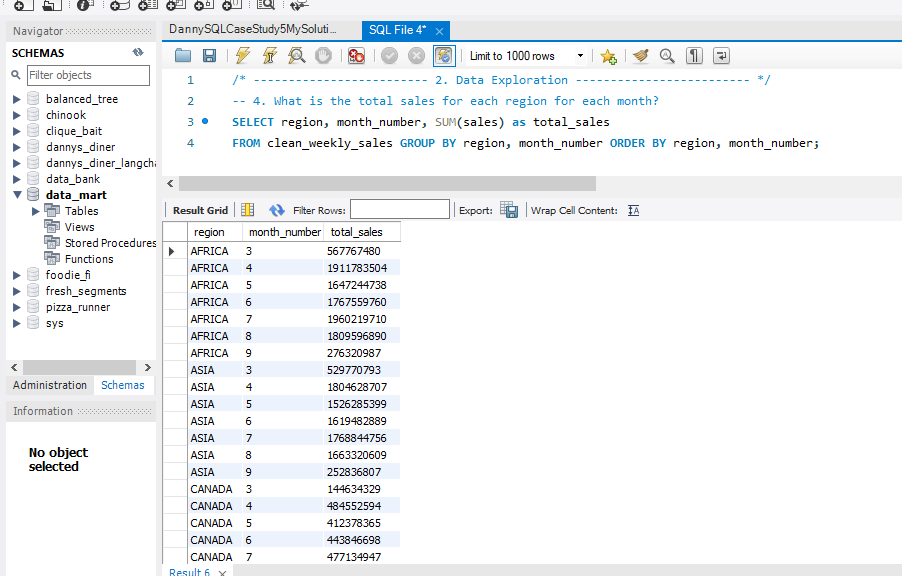 DannySQLCaseStudy5MySoluti...
SQL File 4*
Navigator
SCHEMAS
Filter objects
balanced_tree
chinook
clique_bait
dannys_diner
dannys_diner_langcha
data_bank
data_mart
Tables
Views
Stored Procedures
Functions
foodie_fi
fresh_segments
pizza_runner
sys
Administration Schemas
Information
No object
selected
Limit to 1000 rows
1 /* -------------------------- 2. Data Exploration -------------------------- */
2 -- 4. What is the total sales for each region for each month?
3 SELECT region, month_number, SUM(sales) as total_sales
4 FROM clean_weekly_sales GROUP BY region, month_number ORDER BY region, month_number;
Result Grid Filter Rows: Export: Wrap Cell Content:
region month_number total_sales
AFRICA 3 567767480
AFRICA 4 1911783504
AFRICA 5 1647244738
AFRICA 6 1767559760
AFRICA 7 1960219710
AFRICA 8 1809596890
AFRICA 9 276320987
ASIA 3 529770793
ASIA 4 1804628707
ASIA 5 1526285399
ASIA 6 1619482889
ASIA 7 1768844756
ASIA 8 1663320609
ASIA 9 252836807
CANADA 3 144634329
CANADA 4 484552594
CANADA 5 412378365
CANADA 6 443846698
CANADA 7 477134947
Result 6